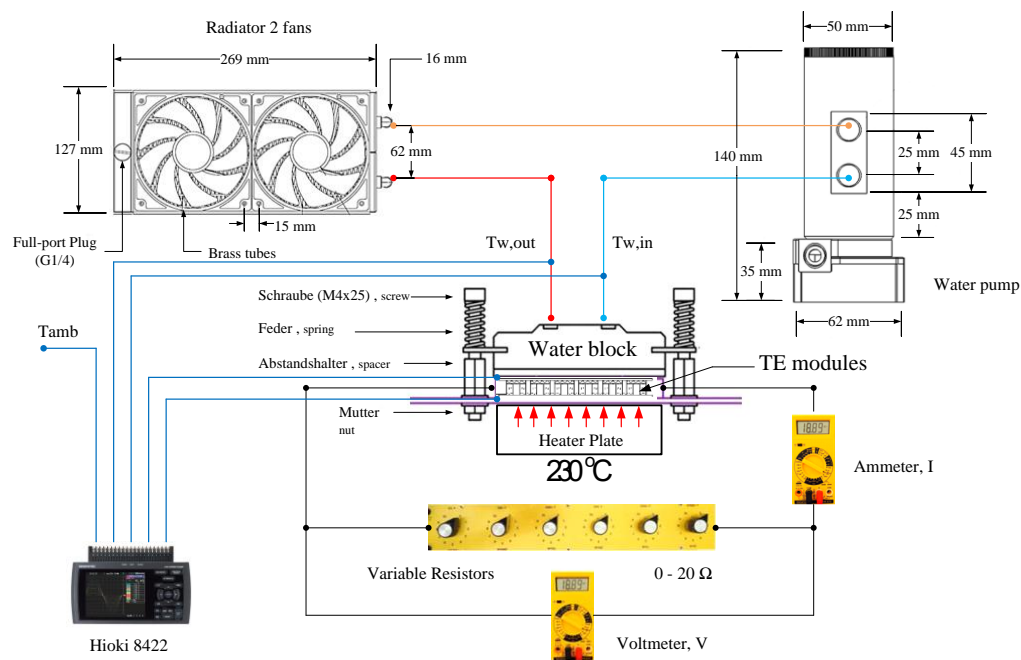 Radiator 2 fans
50 mm
269 mm
16 mm
127 mm
62 mm
140 mm
25 mm
45 mm
25 mm
15 mm
Full-port Plug
(G1/4)
Brass tubes
Tw,out
Tw,in
35 mm
Water pump
Schraube (M4x25) , screw
62 mm
Tamb
Feder , spring
Water block
Abstandshalter , spacer
TE modules
Mutter
nut
Heater Plate
230°C
Ammeter, I
Variable Resistors
0 - 20 Ω
Voltmeter, V
Hioki 8422